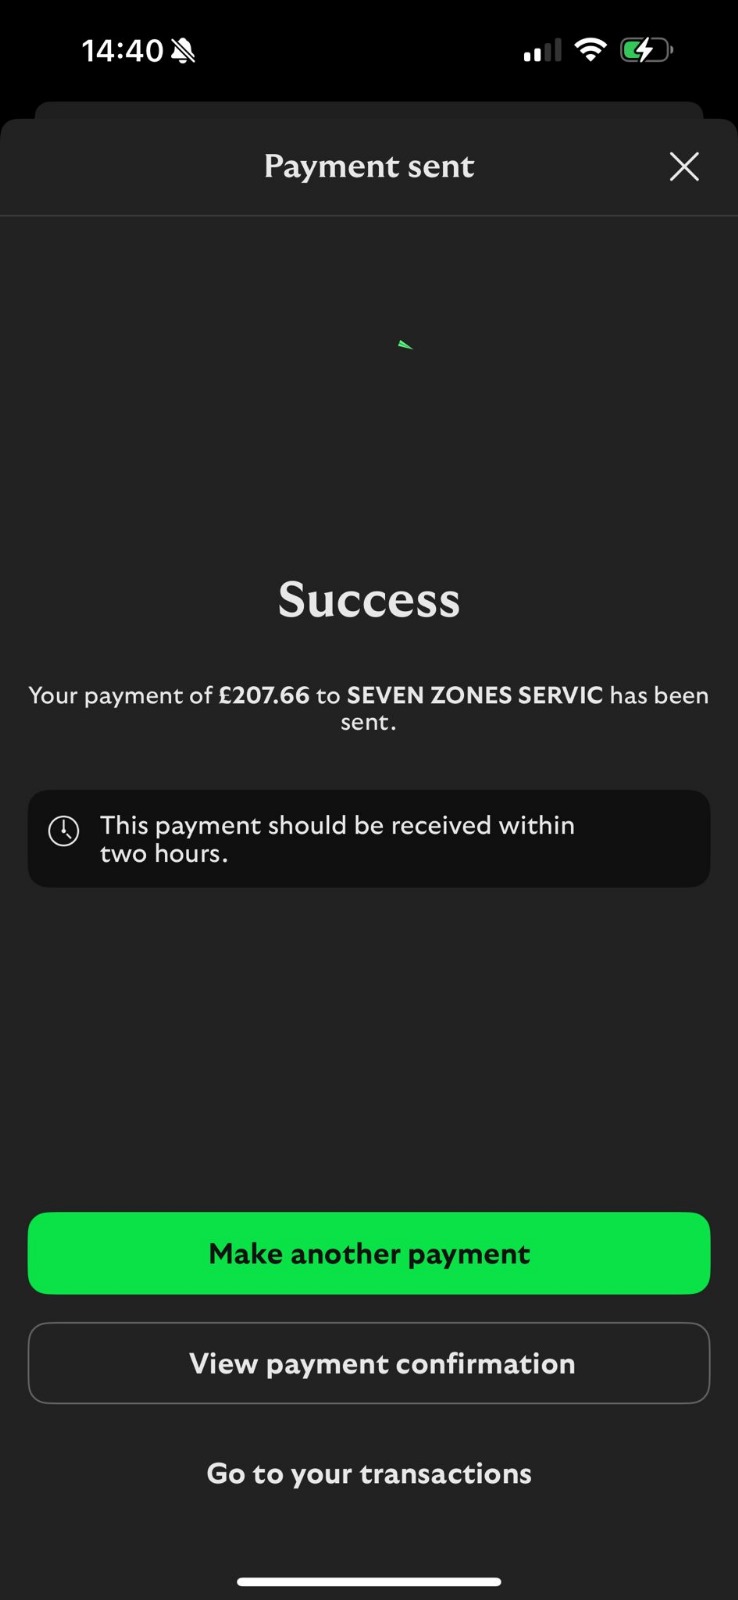 14:40
Payment sent
Success
Your payment of £207.66 to SEVEN ZONES SERVIC has been
sent.
This payment should be received within
two hours.
Make another payment
View payment confirmation
Go to your transactions